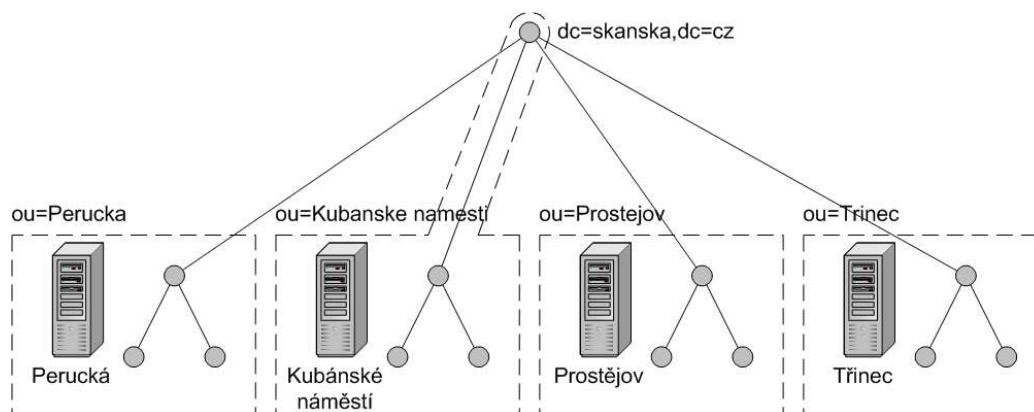 dc=skanska,dc=cz
ou=Perucka
ou=Kubanske namesti
ou=Prostejov
ou=Trinec
Perucká
Kubánské
náměstí
Prostějov
Třinec